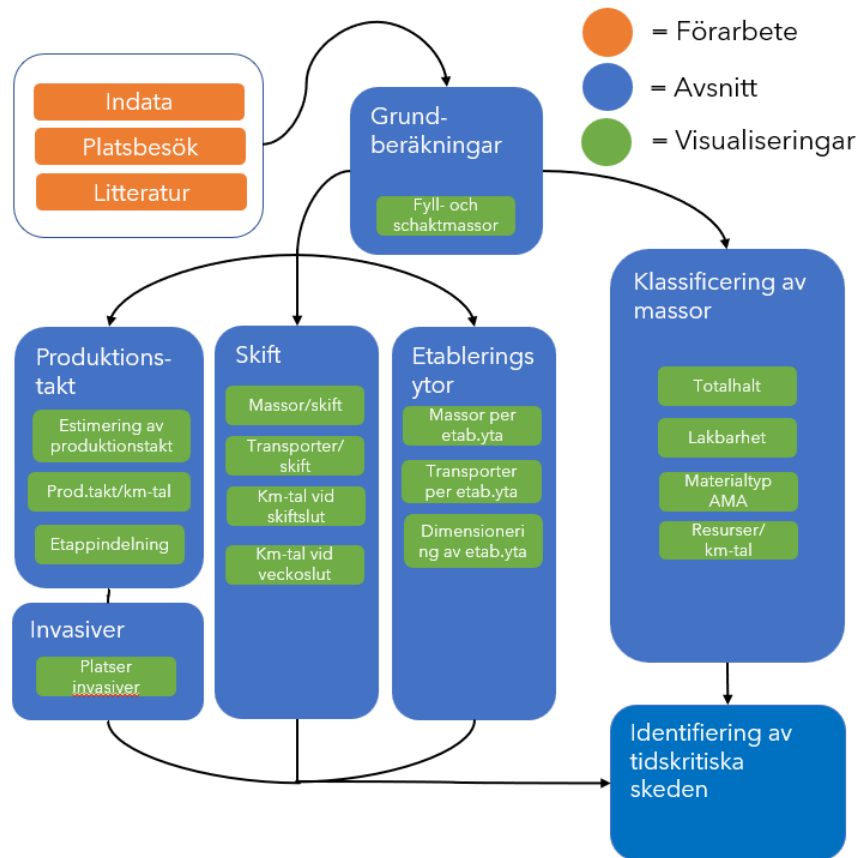 = Förarbete
= Avsnitt
= Visualiseringar
Indata
Platsbesök
Litteratur
Grund-
beräkningar
Fyll- och
schaktmassor
Produktions-
takt
Estimering av
produktionstakt
Prod.takt/km-tal
Etappindelning
Invasiver
Platser
invasiver
Skift
Massor/skift
Transporter/
skift
Km-tal vid
skiftslut
Km-tal vid
veckoslut
Etablerings
ytor
Massor per
etab.yta
Transporter
per etab.yta
Dimensioneri
ng av etab.yta
Klassificering av
massor
Totalhalt
Lakbarhet
Materialtyp
AMA
Resurser/
km-tal
Identifiering av
tidskritiska
skeden